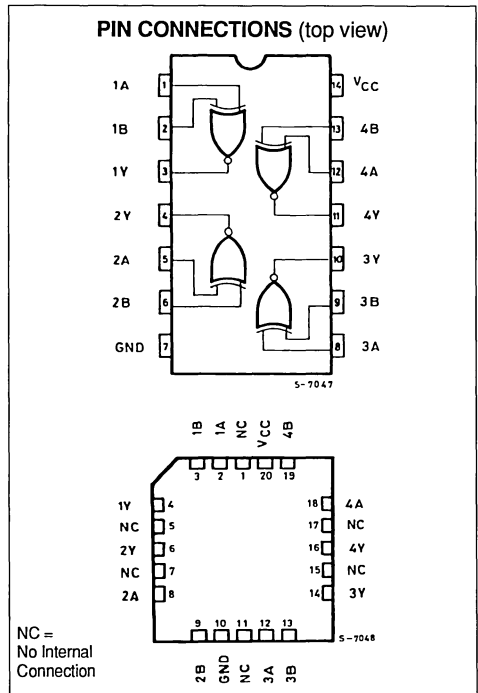 PIN CONNECTIONS (top view)
1A 1 14 VCC
1B 2 13 4B
1Y 3 12 4A
2Y 4 11 4Y
2A 5 10 3Y
2B 6 9 3B
GND 7 8 3A
S-7047
1B 1A NC VCC 4B
3 2 1 20 19
1Y 4 18 4A
NC 5 17 NC
2Y 6 16 4Y
NC 7 15 NC
2A 8 14 3Y
9 10 11 12 13
S-7048
2B GND NC 3A 3B
NC =
No Internal
Connection